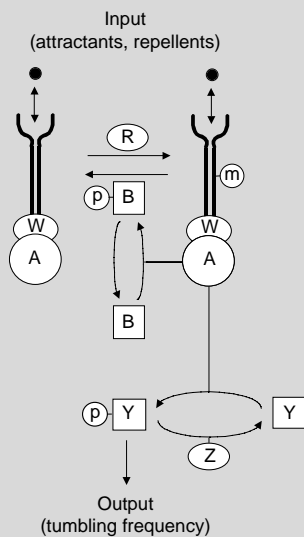 Input
(attractants, repellents)
R
m
p B
W W
A A
B
p Y Y
Z
Output
(tumbling frequency)